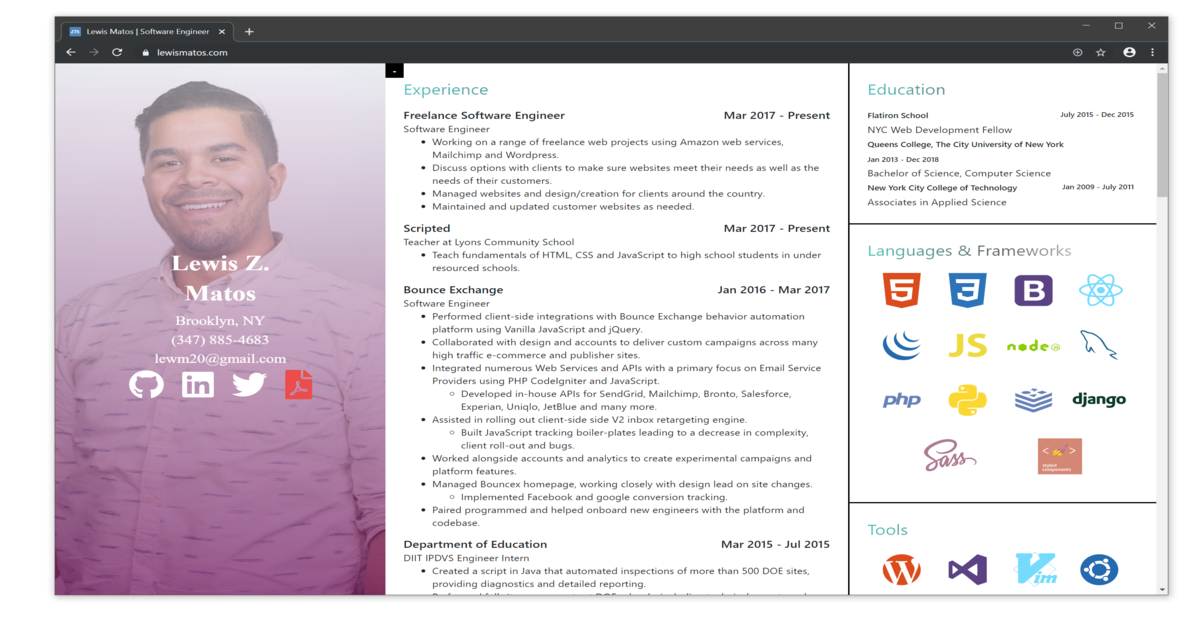 Lewis Matos | Software Engineer
lewismatos.com
Lewis Z.
Matos
Brooklyn, NY
(347) 885-4683
lewm20@gmail.com
in
-
Experience
Freelance Software Engineer Mar 2017 - Present
Software Engineer
Working on a range of freelance web projects using Amazon web services,
Mailchimp and Wordpress.
Discuss options with clients to make sure websites meet their needs as well as the
needs of their customers.
Managed websites and design/creation for clients around the country.
Maintained and updated customer websites as needed.
Scripted Mar 2017 - Present
Teacher at Lyons Community School
Teach fundamentals of HTML, CSS and JavaScript to high school students in under
resourced schools.
Bounce Exchange Jan 2016 - Mar 2017
Software Engineer
Performed client-side integrations with Bounce Exchange behavior automation
platform using Vanilla JavaScript and jQuery.
Collaborated with design and accounts to deliver custom campaigns across many
high traffic e-commerce and publisher sites.
Integrated numerous Web Services and APIs with a primary focus on Email Service
Providers using PHP CodeIgniter and JavaScript.
Developed in-house APIs for SendGrid, Mailchimp, Bronto, Salesforce,
Experian, Uniqlo, JetBlue and many more.
Assisted in rolling out client-side side V2 inbox retargeting engine.
Built JavaScript tracking boiler-plates leading to a decrease in complexity,
client roll-out and bugs.
Worked alongside accounts and analytics to create experimental campaigns and
platform features.
Managed Bouncex homepage, working closely with design lead on site changes.
Implemented Facebook and google conversion tracking.
Paired programmed and helped onboard new engineers with the platform and
codebase.
Department of Education Mar 2015 - Jul 2015
DIIT IPDVS Engineer Intern
Created a script in Java that automated inspections of more than 500 DOE sites,
providing diagnostics and detailed reporting.
Education
Flatiron School July 2015 - Dec 2015
NYC Web Development Fellow
Queens College, The City University of New York
Jan 2013 - Dec 2018
Bachelor of Science, Computer Science
New York City College of Technology Jan 2009 - July 2011
Associates in Applied Science
Languages & Frameworks
5 3 B
JS node
php django
Sass <> styled
components
Tools
W Vim